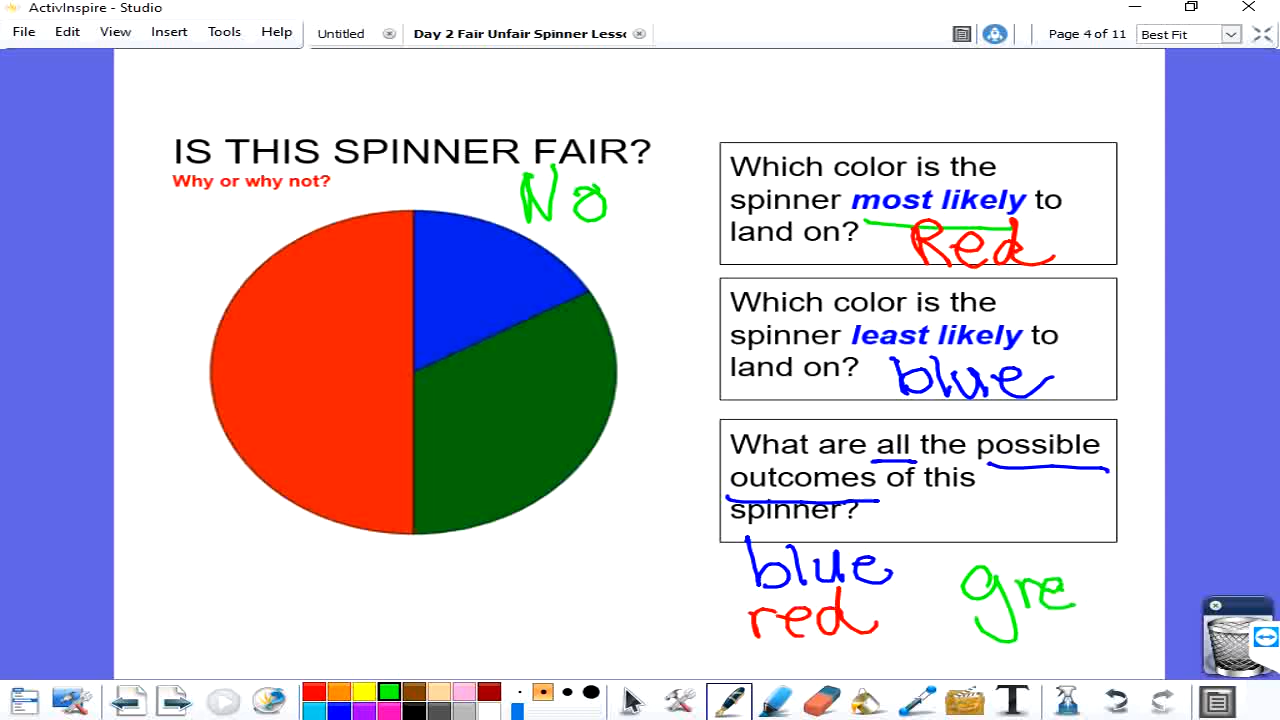 ActivInspire - Studio
File Edit View Insert Tools Help
Untitled
Day 2 Fair Unfair Spinner Lesso
Page 4 of 11
Best Fit
IS THIS SPINNER FAIR?
Why or why not?
No
Which color is the
spinner most likely to
land on?
Red
Which color is the
spinner least likely to
land on?
blue
What are all the possible
outcomes of this
spinner?
blue
red
gre
T